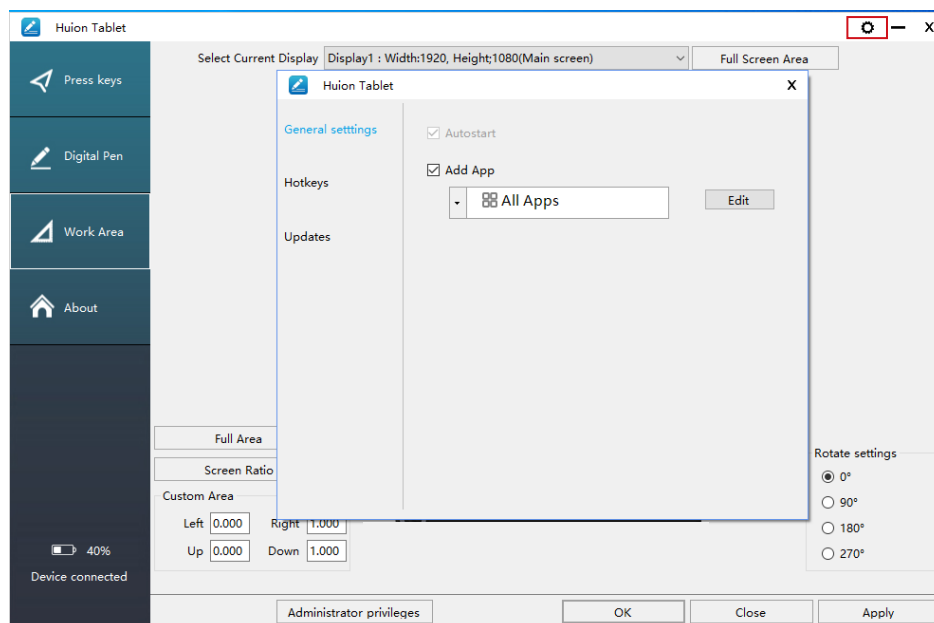 Huion Tablet
X
Select Current Display Display1 : Width:1920, Height;1080(Main screen) Full Screen Area
Press keys
Digital Pen
Work Area
About
40%
Device connected
Huion Tablet X
General setttings
Hotkeys
Updates
Autostart
Add App
All Apps Edit
Full Area
Screen Ratio
Custom Area
Left 0.000 Right 1.000
Up 0.000 Down 1.000
Rotate settings
0°
90°
180°
270°
Administrator privileges OK Close Apply